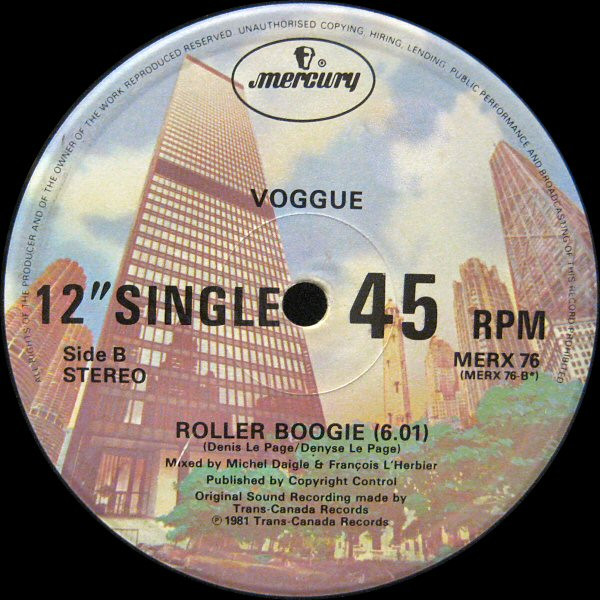 ALL RIGHTS OF THE PRODUCER AND OF THE OWNER OF THE WORK REPRODUCED RESERVED. UNAUTHORISED COPYING, HIRING, LENDING, PUBLIC PERFORMANCE AND BROADCASTING OF THIS RECORD PROHIBITED
®
mercury
VOGGUE
12" SINGLE 45 RPM
Side B
STEREO
MERX 76
(MERX 76-B*)
ROLLER BOOGIE (6.01)
(Denis Le Page/Denyse Le Page)
Mixed by Michel Daigle & François L'Herbier
Published by Copyright Control
Original Sound Recording made by
Trans-Canada Records
℗ 1981 Trans-Canada Records